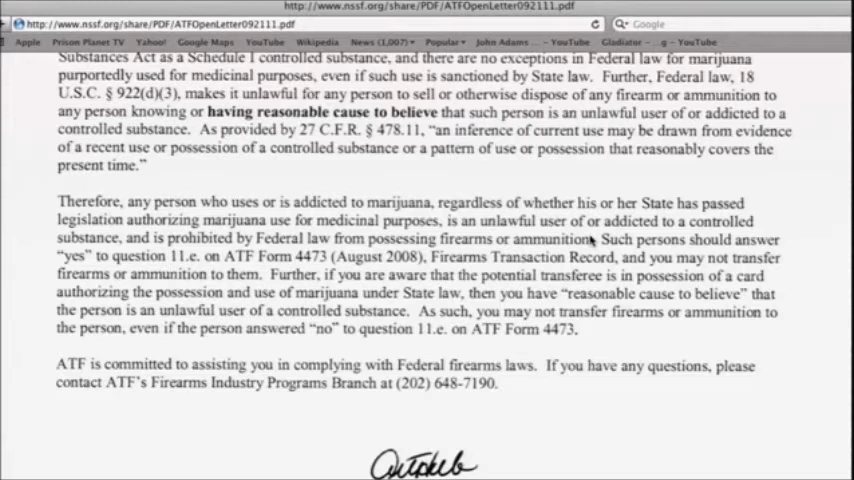 http://www.nssf.org/share/PDF/ATFOpenLetter092111.pdf
http://www.nssf.org/share/PDF/ATFOpenLetter092111.pdf
Google
Apple Prison Planet TV Yahoo! Google Maps YouTube Wikipedia News (1,007) Popular John Adams ... – YouTube Gladiator – ...g – YouTube
Substances Act as a Schedule I controlled substance, and there are no exceptions in Federal law for marijuana
purportedly used for medicinal purposes, even if such use is sanctioned by State law. Further, Federal law, 18
U.S.C. § 922(d)(3), makes it unlawful for any person to sell or otherwise dispose of any firearm or ammunition to
any person knowing or having reasonable cause to believe that such person is an unlawful user of or addicted to a
controlled substance. As provided by 27 C.F.R. § 478.11, “an inference of current use may be drawn from evidence
of a recent use or possession of a controlled substance or a pattern of use or possession that reasonably covers the
present time.”
Therefore, any person who uses or is addicted to marijuana, regardless of whether his or her State has passed
legislation authorizing marijuana use for medicinal purposes, is an unlawful user of or addicted to a controlled
substance, and is prohibited by Federal law from possessing firearms or ammunition. Such persons should answer
“yes” to question 11.e. on ATF Form 4473 (August 2008), Firearms Transaction Record, and you may not transfer
firearms or ammunition to them. Further, if you are aware that the potential transferee is in possession of a card
authorizing the possession and use of marijuana under State law, then you have “reasonable cause to believe” that
the person is an unlawful user of a controlled substance. As such, you may not transfer firearms or ammunition to
the person, even if the person answered “no” to question 11.e. on ATF Form 4473.
ATF is committed to assisting you in complying with Federal firearms laws. If you have any questions, please
contact ATF’s Firearms Industry Programs Branch at (202) 648-7190.